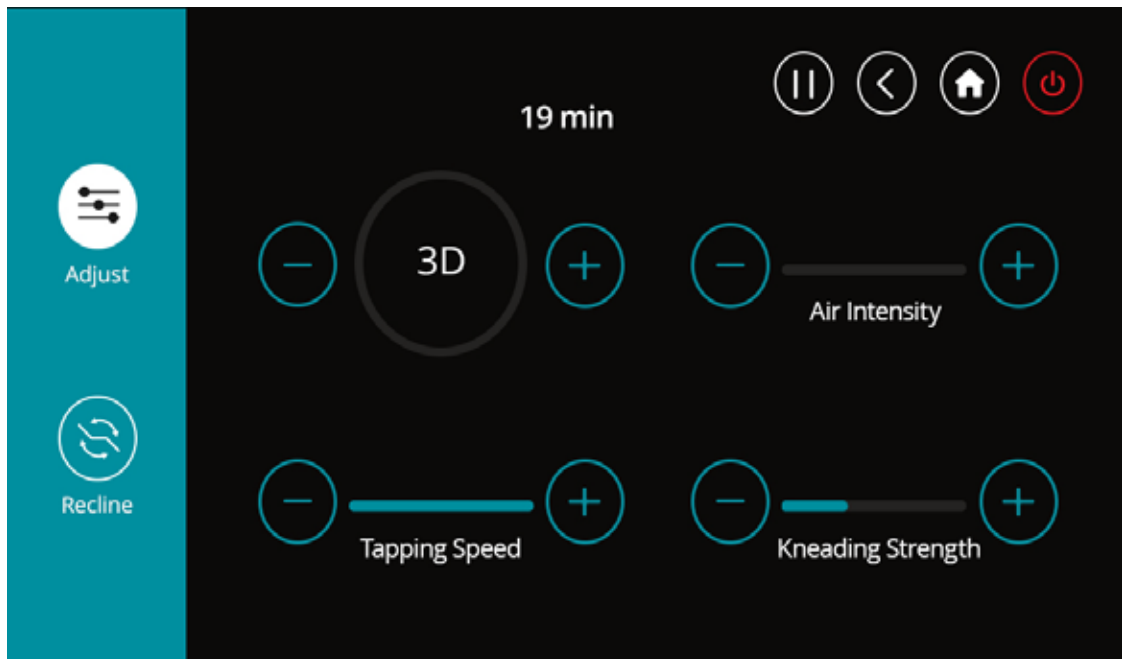 19 min
Adjust
3D
Air Intensity
Recline
Tapping Speed
Kneading Strength